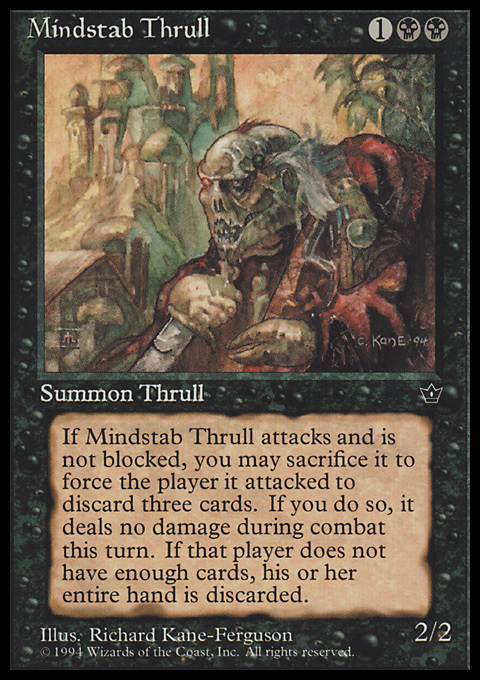 Mindstab Thrull 1
C. KANE 94
Summon Thrull
If Mindstab Thrull attacks and is
not blocked, you may sacrifice it to
force the player it attacked to
discard three cards. If you do so, it
deals no damage during combat
this turn. If that player does not
have enough cards, his or her
entire hand is discarded.
Illus. Richard Kane-Ferguson 2/2
© 1994 Wizards of the Coast, Inc. All rights reserved.